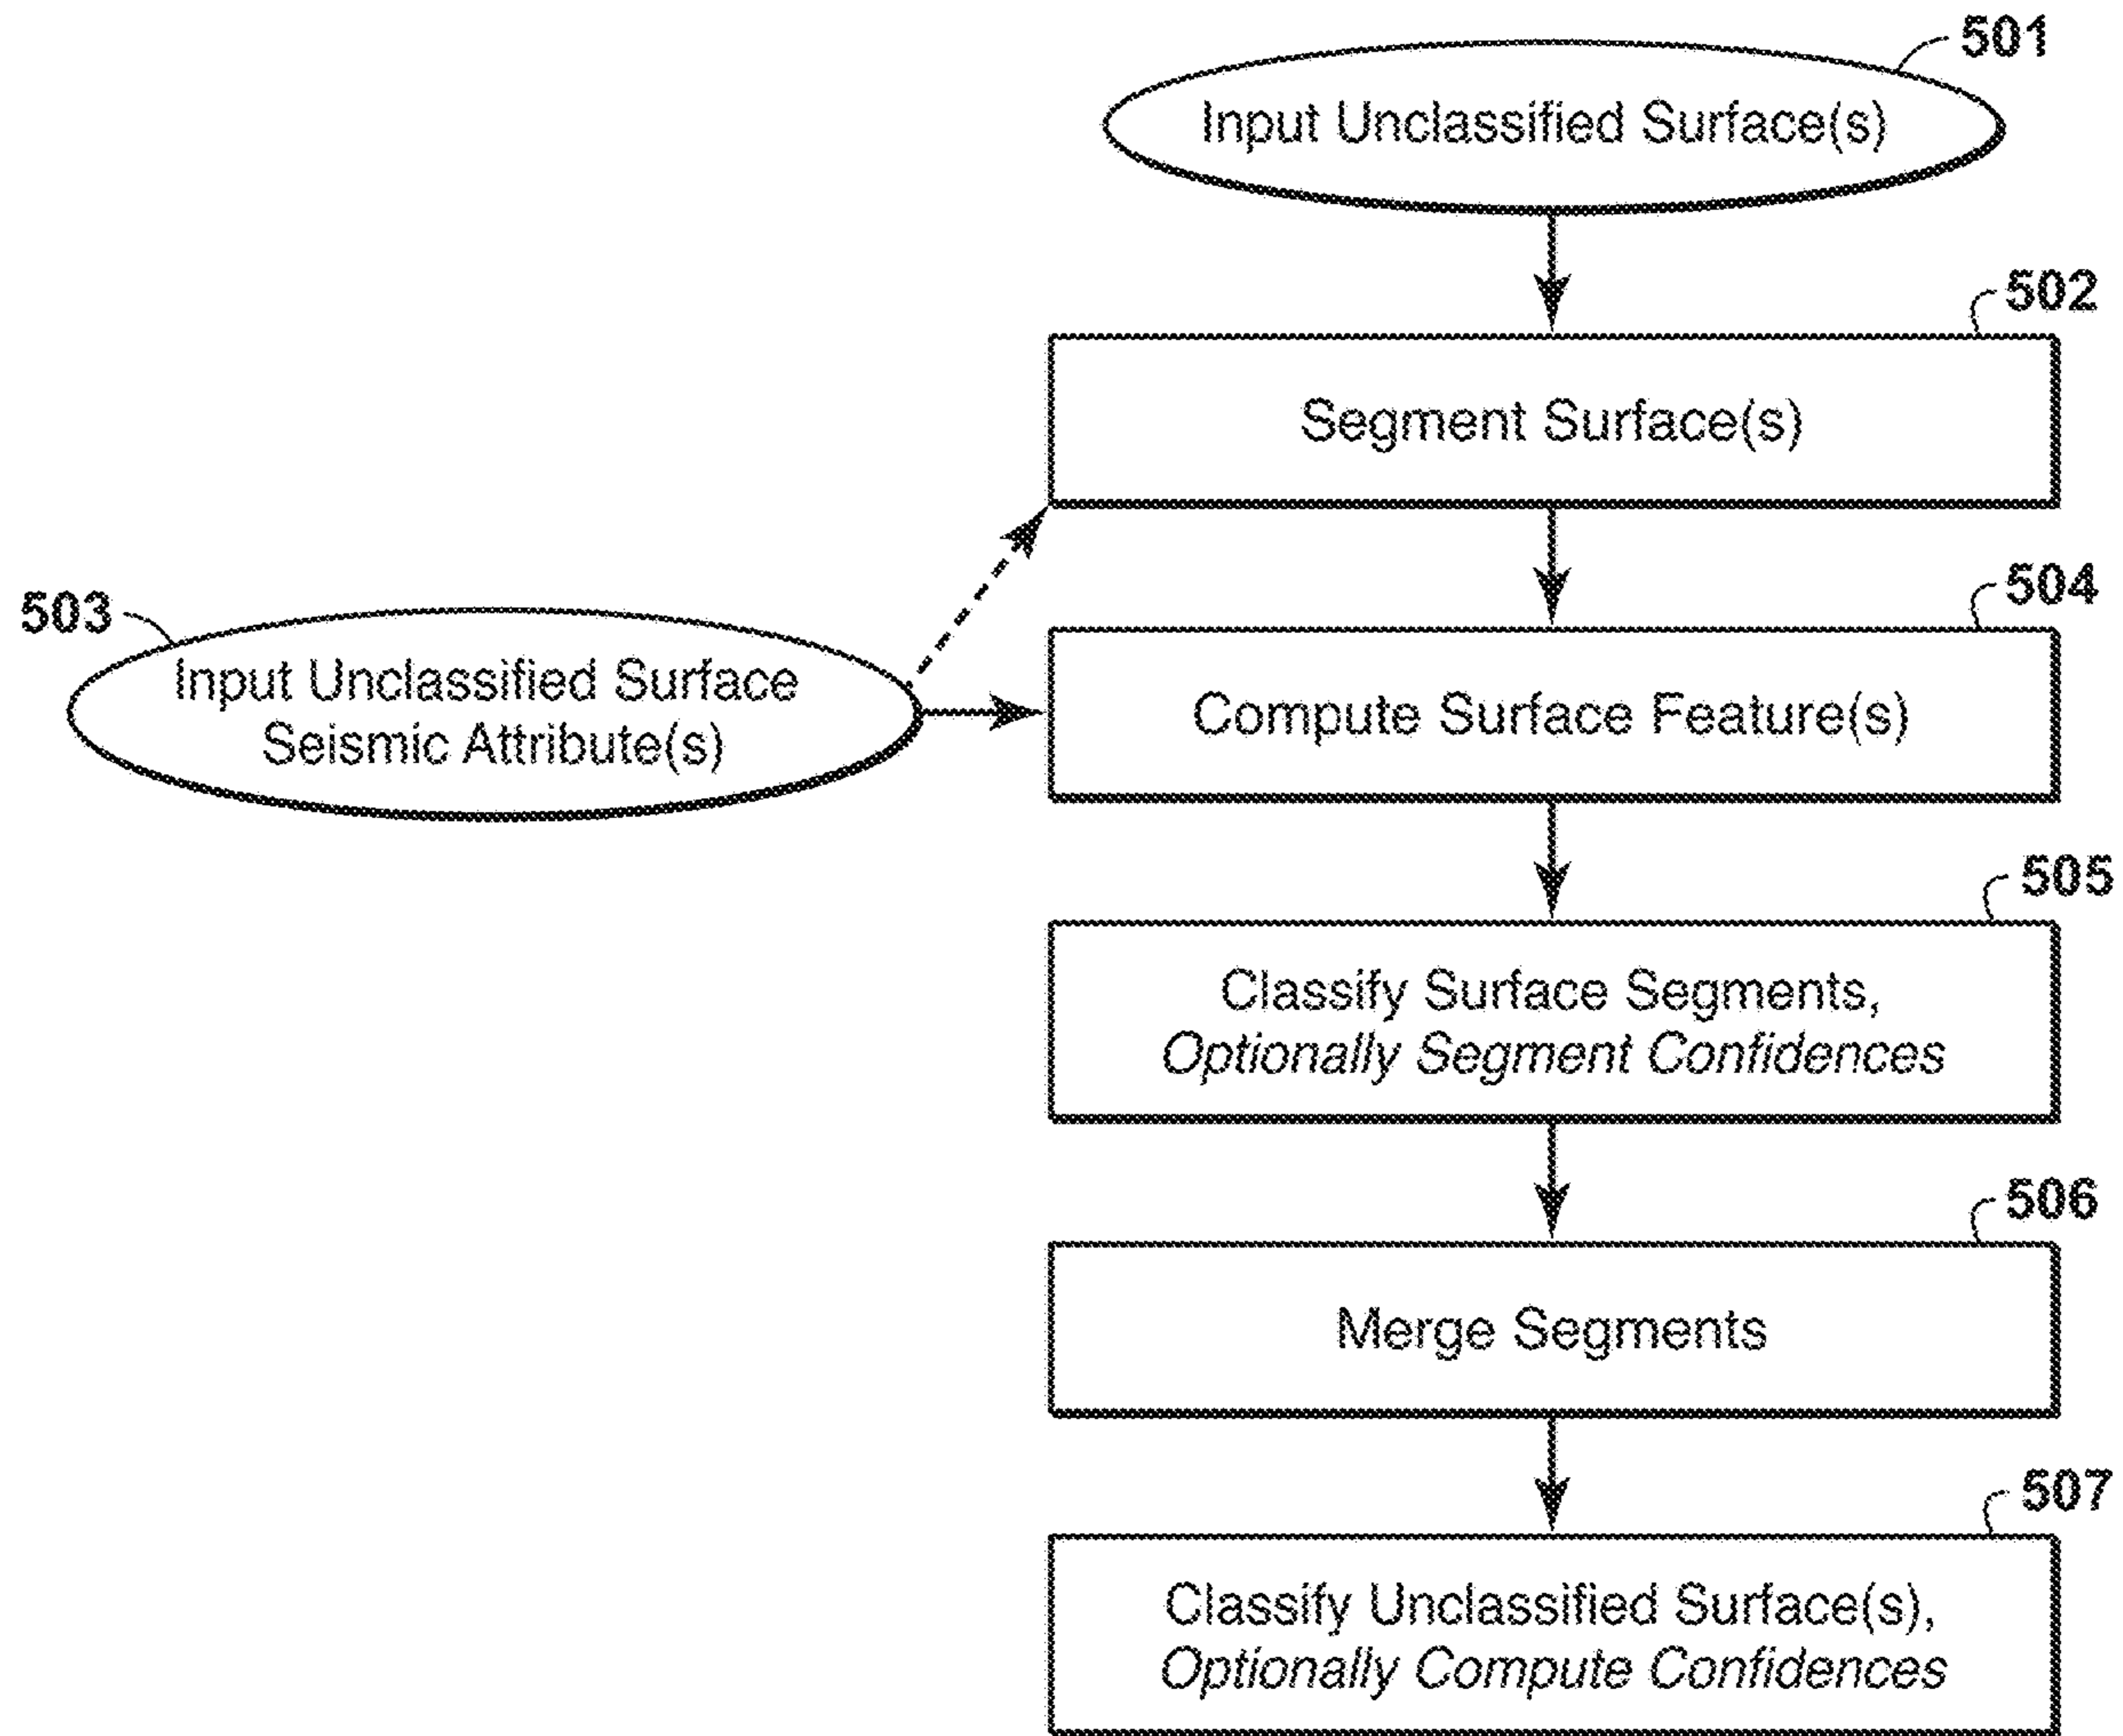 501
Input Unclassified Surface(s)
502
Segment Surface(s)
503
Input Unclassified Surface
Seismic Attribute(s)
504
Compute Surface Feature(s)
505
Classify Surface Segments,
Optionally Segment Confidences
506
Merge Segments
507
Classify Unclassified Surface(s),
Optionally Compute Confidences